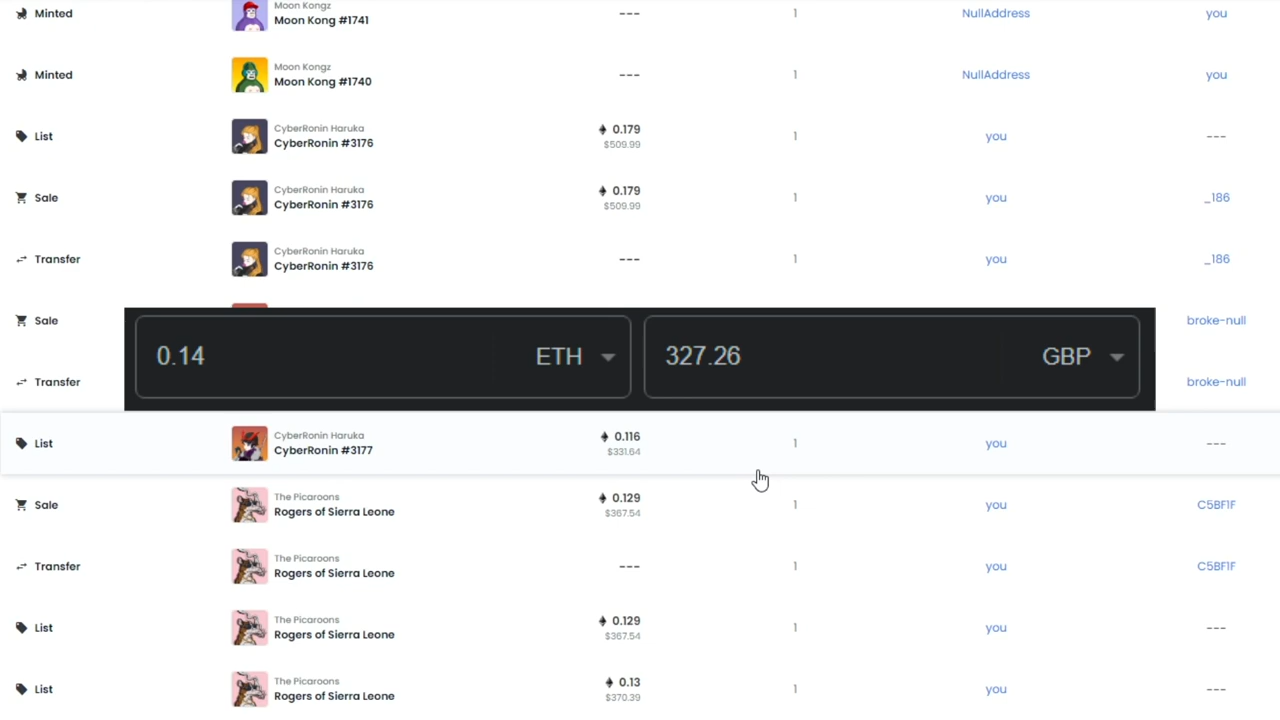 Minted Moon Kongz --- 1 NullAddress you
Moon Kong #1741
Minted Moon Kongz --- 1 NullAddress you
Moon Kong #1740
List CyberRonin Haruka 0.179 1 you ---
CyberRonin #3176 $509.99
Sale CyberRonin Haruka 0.179 1 you _186
CyberRonin #3176 $509.99
Transfer CyberRonin Haruka --- 1 you _186
CyberRonin #3176
Sale broke-null
0.14 ETH 327.26 GBP
Transfer broke-null
List CyberRonin Haruka 0.116 1 you ---
CyberRonin #3177 $331.64
Sale The Picaroons 0.129 1 you C5BF1F
Rogers of Sierra Leone $367.54
Transfer The Picaroons --- 1 you C5BF1F
Rogers of Sierra Leone
List The Picaroons 0.129 1 you ---
Rogers of Sierra Leone $367.54
List The Picaroons 0.13 1 you ---
Rogers of Sierra Leone $370.39